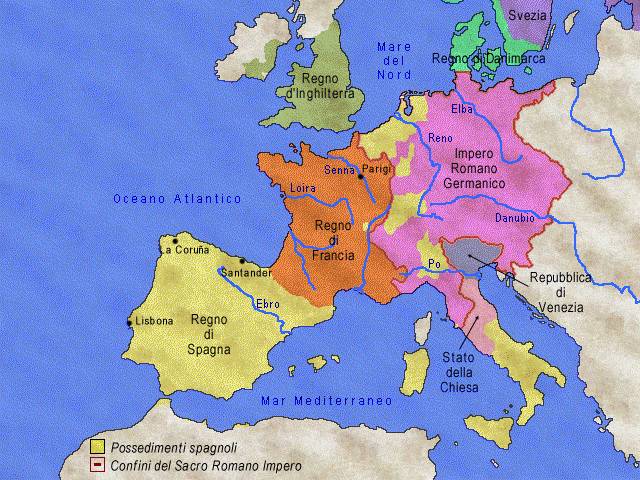 Svezia
Mare
del
Nord
Regno di Danimarca
Regno
d'Inghilterra
Elba
Reno
Impero
Romano
Germanico
Senna
Parigi
Loira
Oceano Atlantico
Danubio
Regno
di
Francia
La Coruña
Santander
Po
Ebro
Repubblica
di
Venezia
Lisbona
Regno
di
Spagna
Stato
della
Chiesa
Mar Mediterraneo
Possedimenti spagnoli
Confini del Sacro Romano Impero